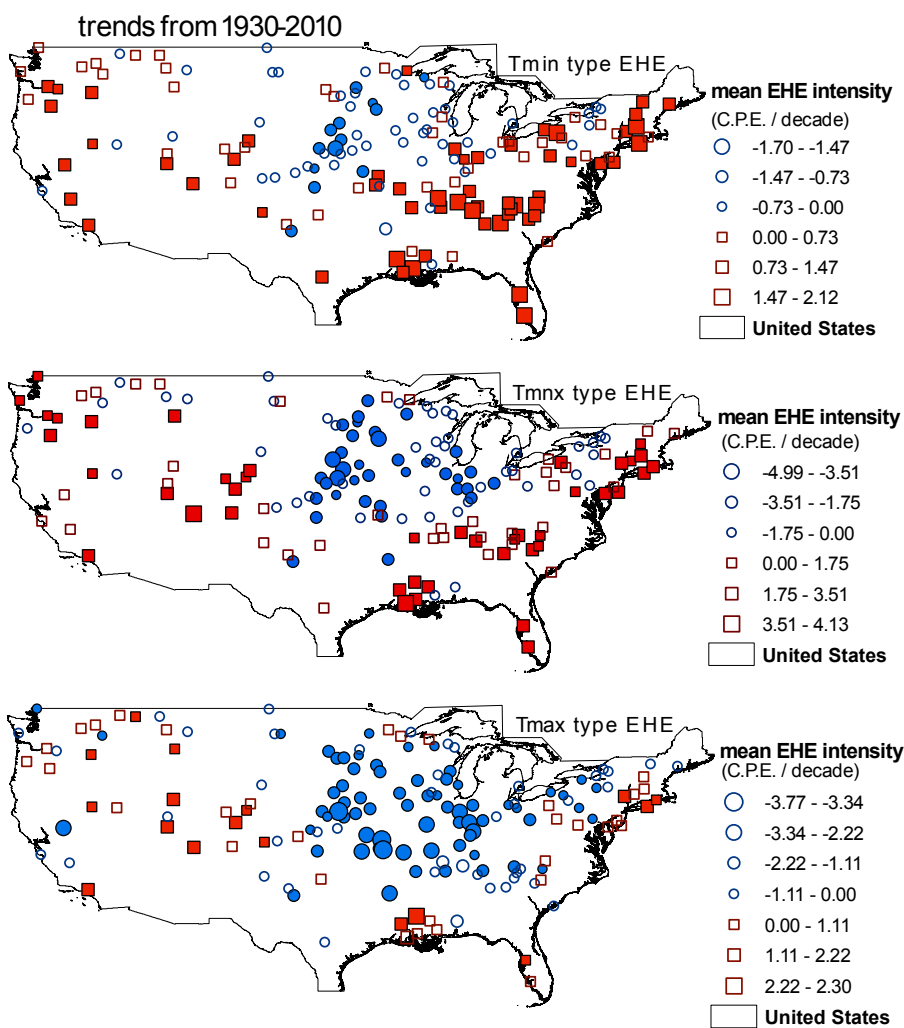 trends from 1930-2010
Tmin type EHE
mean EHE intensity
(C.P.E. / decade)
-1.70 - -1.47
-1.47 - -0.73
-0.73 - 0.00
0.00 - 0.73
0.73 - 1.47
1.47 - 2.12
United States
Tmnx type EHE
mean EHE intensity
(C.P.E. / decade)
-4.99 - -3.51
-3.51 - -1.75
-1.75 - 0.00
0.00 - 1.75
1.75 - 3.51
3.51 - 4.13
United States
Tmax type EHE
mean EHE intensity
(C.P.E. / decade)
-3.77 - -3.34
-3.34 - -2.22
-2.22 - -1.11
-1.11 - 0.00
0.00 - 1.11
1.11 - 2.22
2.22 - 2.30
United States